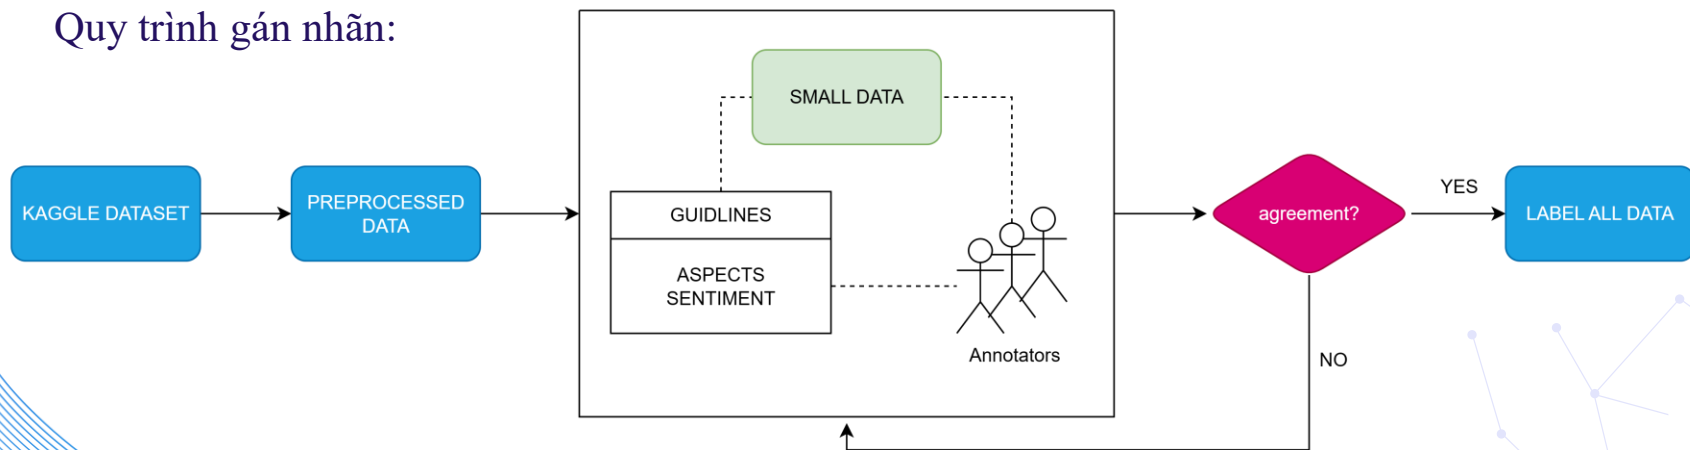 Quy trình gán nhãn:
KAGGLE DATASET
PREPROCESSED
DATA
SMALL DATA
GUIDLINES
ASPECTS
SENTIMENT
Annotators
agreement?
YES
NO
LABEL ALL DATA